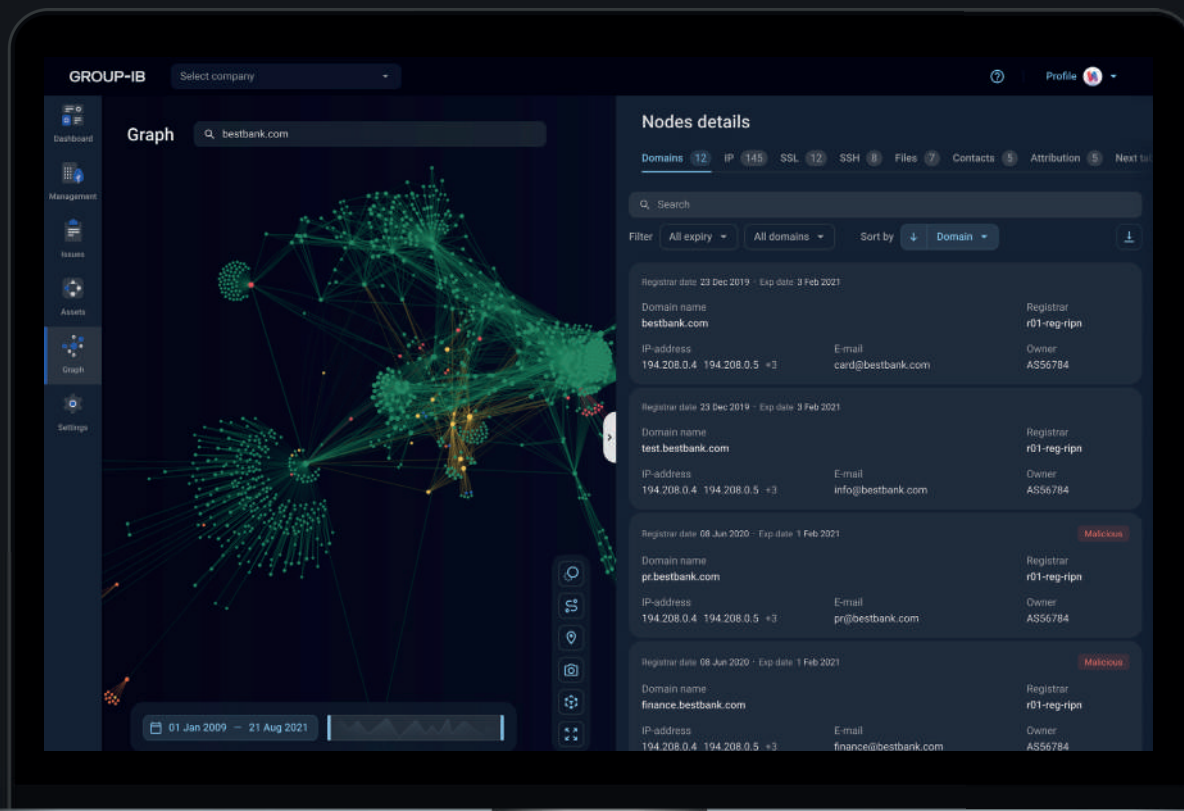 GROUP-IB
Select company
Profile
Dashboard
Management
Issues
Assets
Graph
Settings
Graph
bestbank.com
01 Jan 2009 — 21 Aug 2021
Nodes details
Domains 12 IP 145 SSL 12 SSH 8 Files 7 Contacts 5 Attribution 5 Next
Search
Filter All expiry All domains Sort by Domain
Registrar date 23 Dec 2019 · Exp date 3 Feb 2021
Domain name Registrar
bestbank.com r01-reg-ripn
IP-address E-mail Owner
194.208.0.4 194.208.0.5 +3 card@bestbank.com AS56784
Registrar date 23 Dec 2019 · Exp date 3 Feb 2021
Domain name Registrar
test.bestbank.com r01-reg-ripn
IP-address E-mail Owner
194.208.0.4 194.208.0.5 +3 info@bestbank.com AS56784
Registrar date 08 Jun 2020 · Exp date 1 Feb 2021 Malicious
Domain name Registrar
pr.bestbank.com r01-reg-ripn
IP-address E-mail Owner
194.208.0.4 194.208.0.5 +3 pr@bestbank.com AS56784
Registrar date 08 Jun 2020 · Exp date 1 Feb 2021 Malicious
Domain name Registrar
finance.bestbank.com r01-reg-ripn
IP-address E-mail Owner
194.208.0.4 194.208.0.5 +3 finance@bestbank.com AS56784